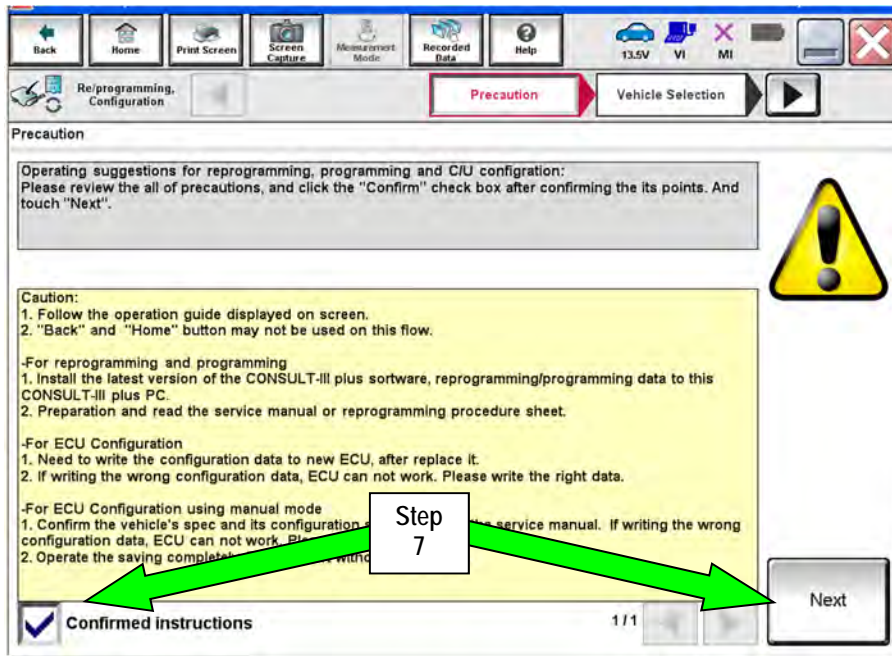 Back
Home
Print Screen
Screen Capture
Measurement Mode
Recorded Data
Help
13.5V
VI
MI
Re/programming, Configuration
Precaution
Vehicle Selection
Precaution
Operating suggestions for reprogramming, programming and C/U configration:
Please review the all of precautions, and click the "Confirm" check box after confirming the its points. And
touch "Next".
Caution:
1. Follow the operation guide displayed on screen.
2. "Back" and "Home" button may not be used on this flow.
-For reprogramming and programming
1. Install the latest version of the CONSULT-III plus sortware, reprogramming/programming data to this
CONSULT-III plus PC.
2. Preparation and read the service manual or reprogramming procedure sheet.
-For ECU Configuration
1. Need to write the configuration data to new ECU, after replace it.
2. If writing the wrong configuration data, ECU can not work. Please write the right data.
-For ECU Configuration using manual mode
1. Confirm the vehicle's spec and its configuration service manual. If writing the wrong
configuration data, ECU can not work.
2. Operate the saving
Step
7
Confirmed instructions
1/1
Next